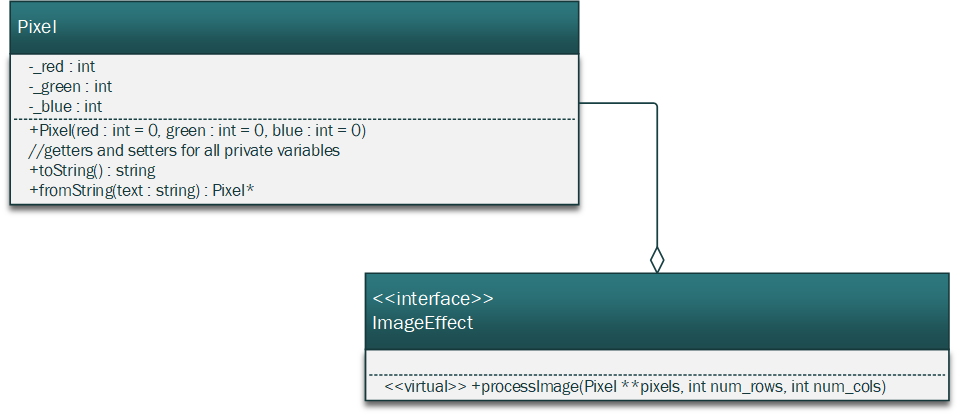 Pixel
-_red : int
-_green : int
-_blue : int
+Pixel(red : int = 0, green : int = 0, blue : int = 0)
//getters and setters for all private variables
+toString() : string
+fromString(text : string) : Pixel*
<<interface>>
ImageEffect
<<virtual>> +processImage(Pixel **pixels, int num_rows, int num_cols)